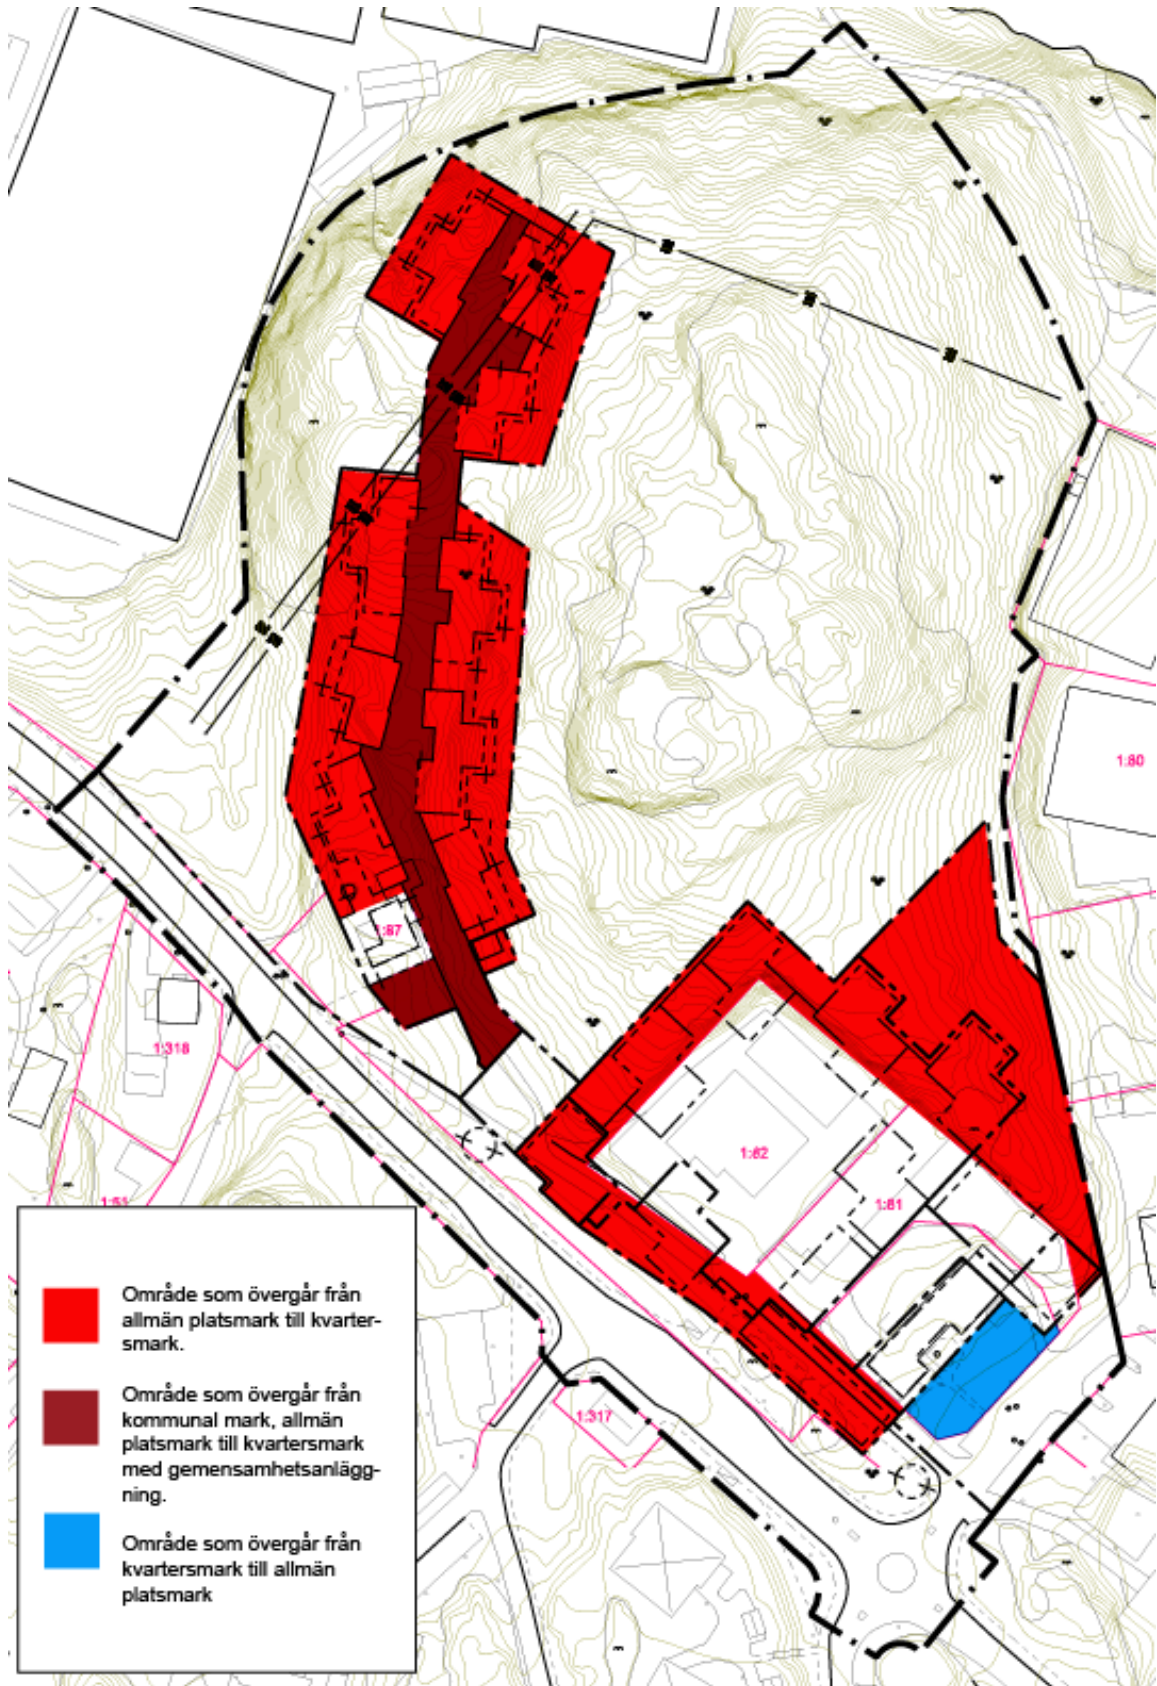 1:80
1:87
1:318
1:82
1:81
1:51
1:317
Område som övergår från
allmän platsmark till kvarter-
smark.
Område som övergår från
kommunal mark, allmän
platsmark till kvartersmark
med gemensamhetsanlägg-
ning.
Område som övergår från
kvartersmark till allmän
platsmark